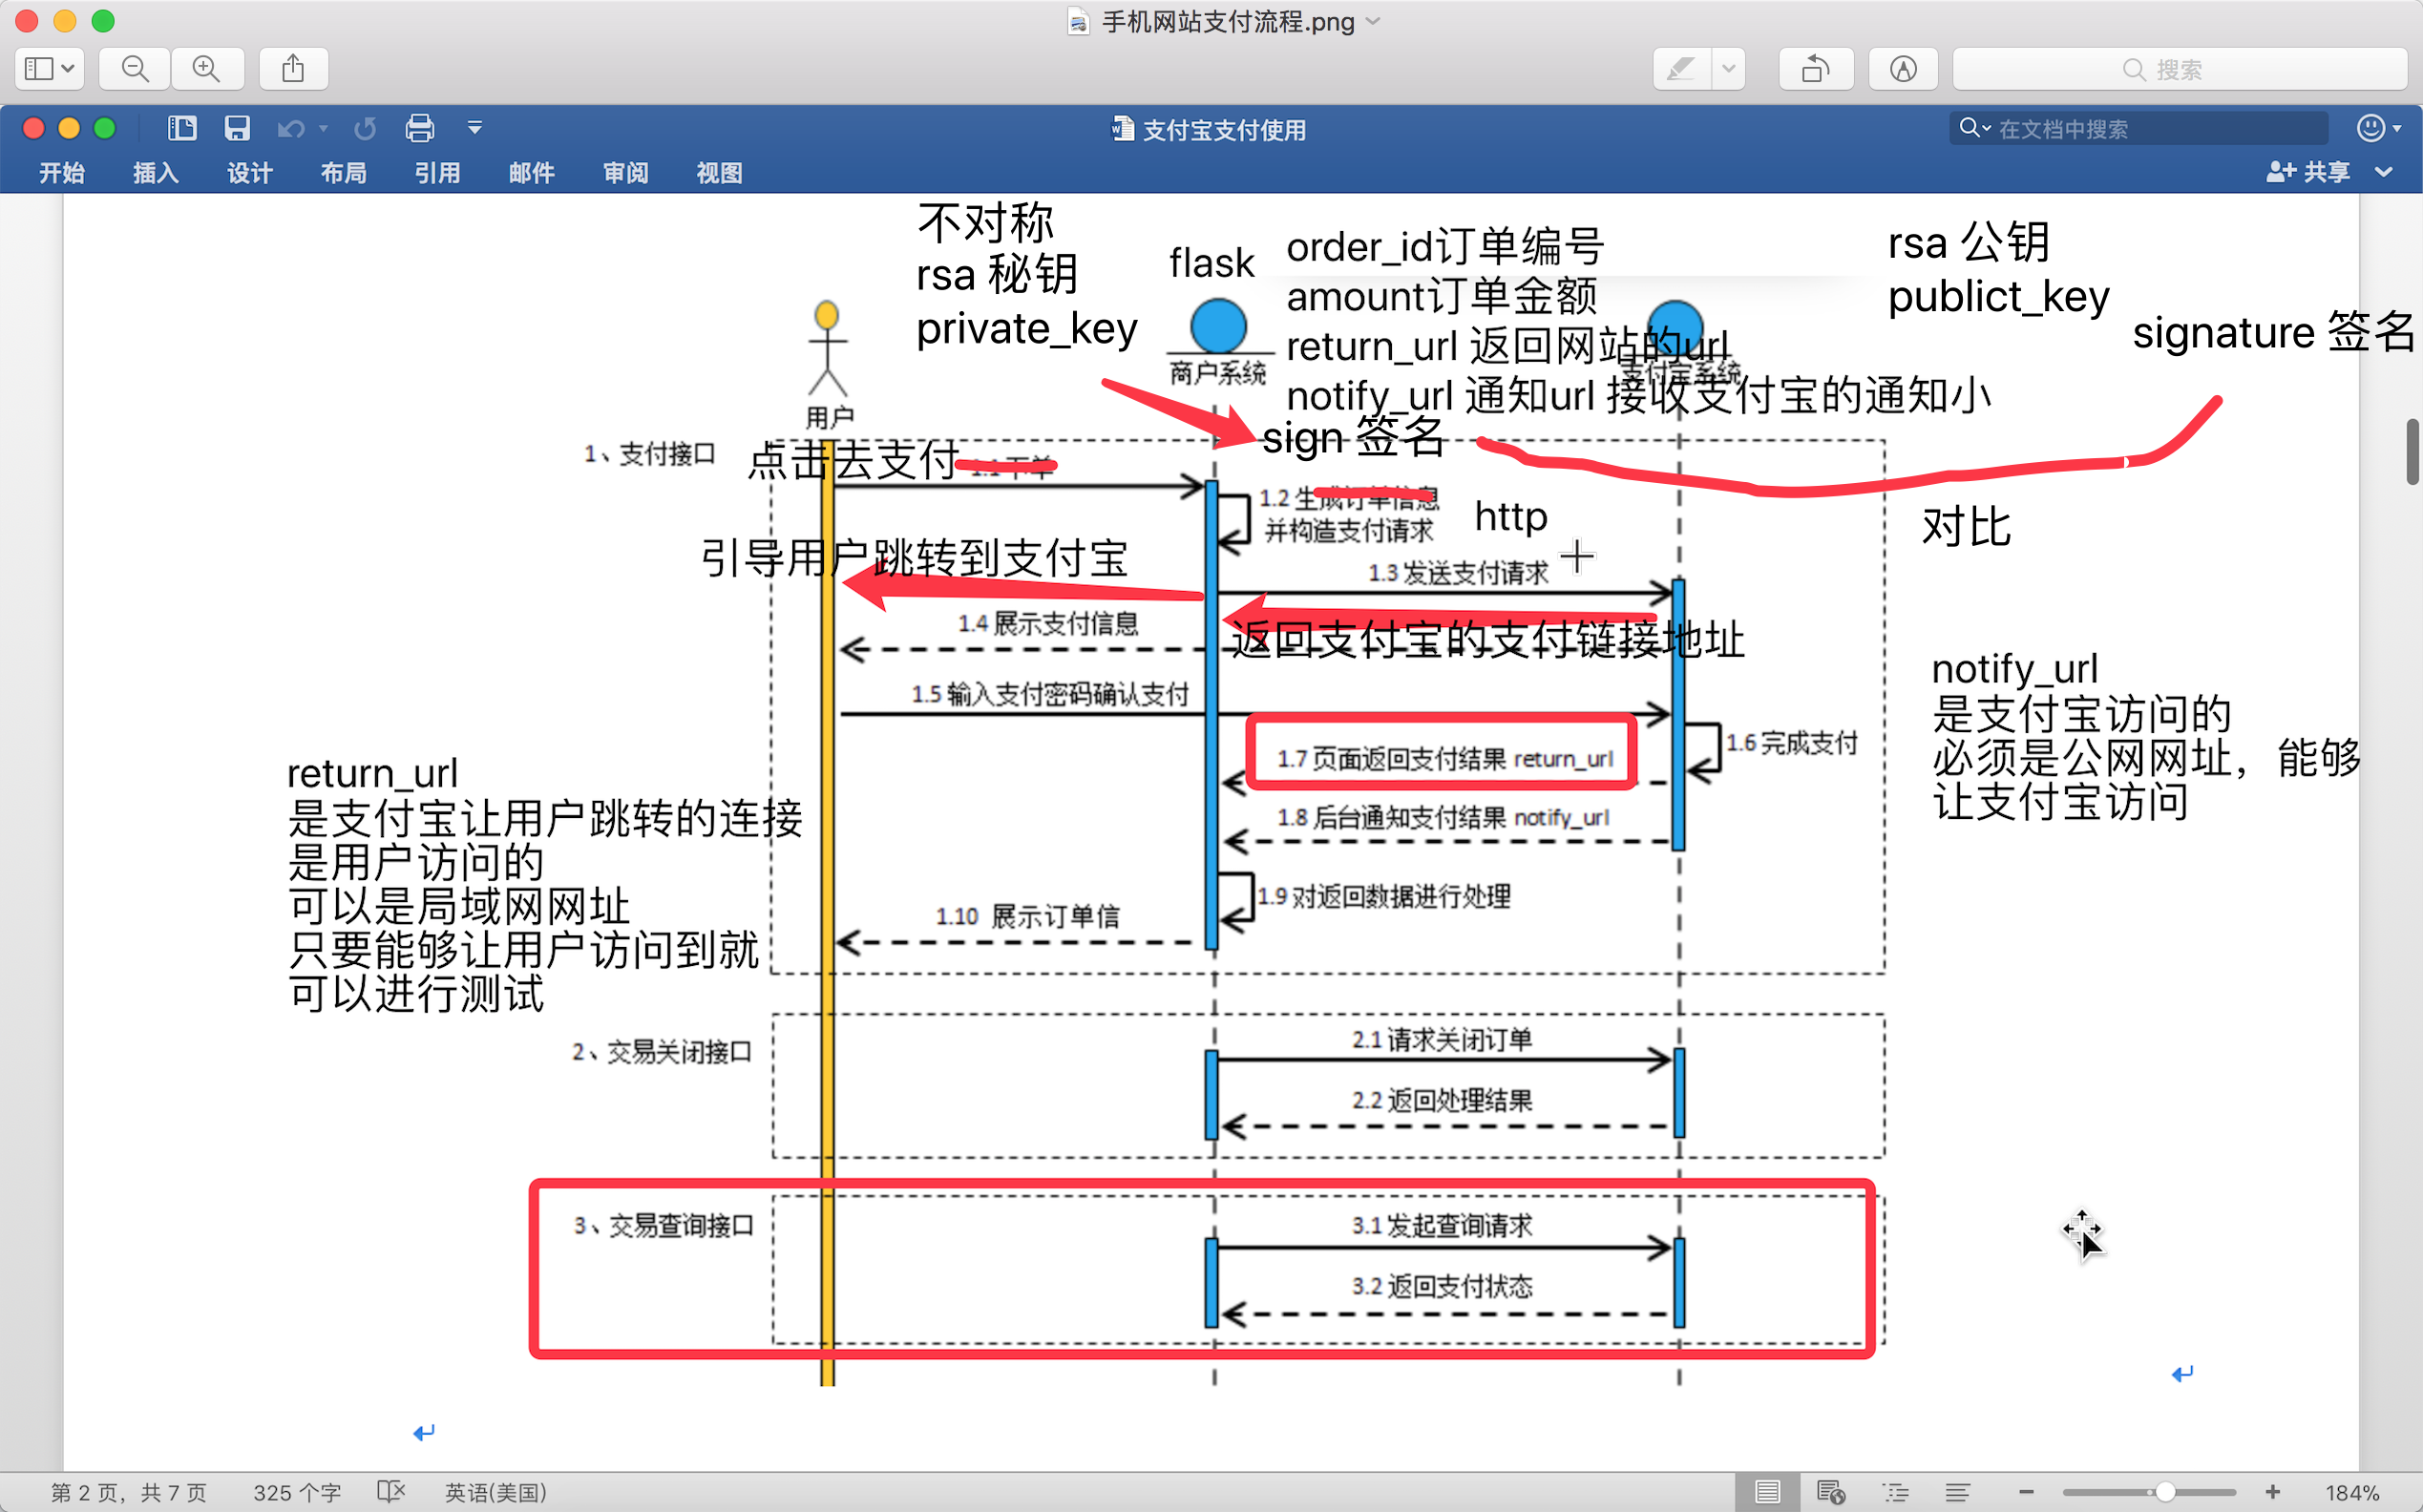 手机网站支付流程.png
搜索
支付宝支付使用
在文档中搜索
开始 插入 设计 布局 引用 邮件 审阅 视图
共享
不对称
rsa 秘钥
private_key
flask
order_id订单编号
amount订单金额
return_url 返回网站的url
notify_url 通知url 接收支付宝的通知小
sign 签名
rsa 公钥
publict_key
signature 签名
用户
商户系统
支付宝系统
1、支付接口
点击去支付
1.1 下单
1.2 生成订单信息
并构造支付请求
http
对比
引导用户跳转到支付宝
1.3 发送支付请求
1.4 展示支付信息
返回支付宝的支付链接地址
1.5 输入支付密码确认支付
1.6 完成支付
1.7 页面返回支付结果 return_url
1.8 后台通知支付结果 notify_url
1.9 对返回数据进行处理
1.10 展示订单信
notify_url
是支付宝访问的
必须是公网网址，能够
让支付宝访问
return_url
是支付宝让用户跳转的连接
是用户访问的
可以是局域网网址
只要能够让用户访问到就
可以进行测试
2、交易关闭接口
2.1 请求关闭订单
2.2 返回处理结果
3、交易查询接口
3.1 发起查询请求
3.2 返回支付状态
第 2 页，共 7 页 325 个字 英语(美国) 184%